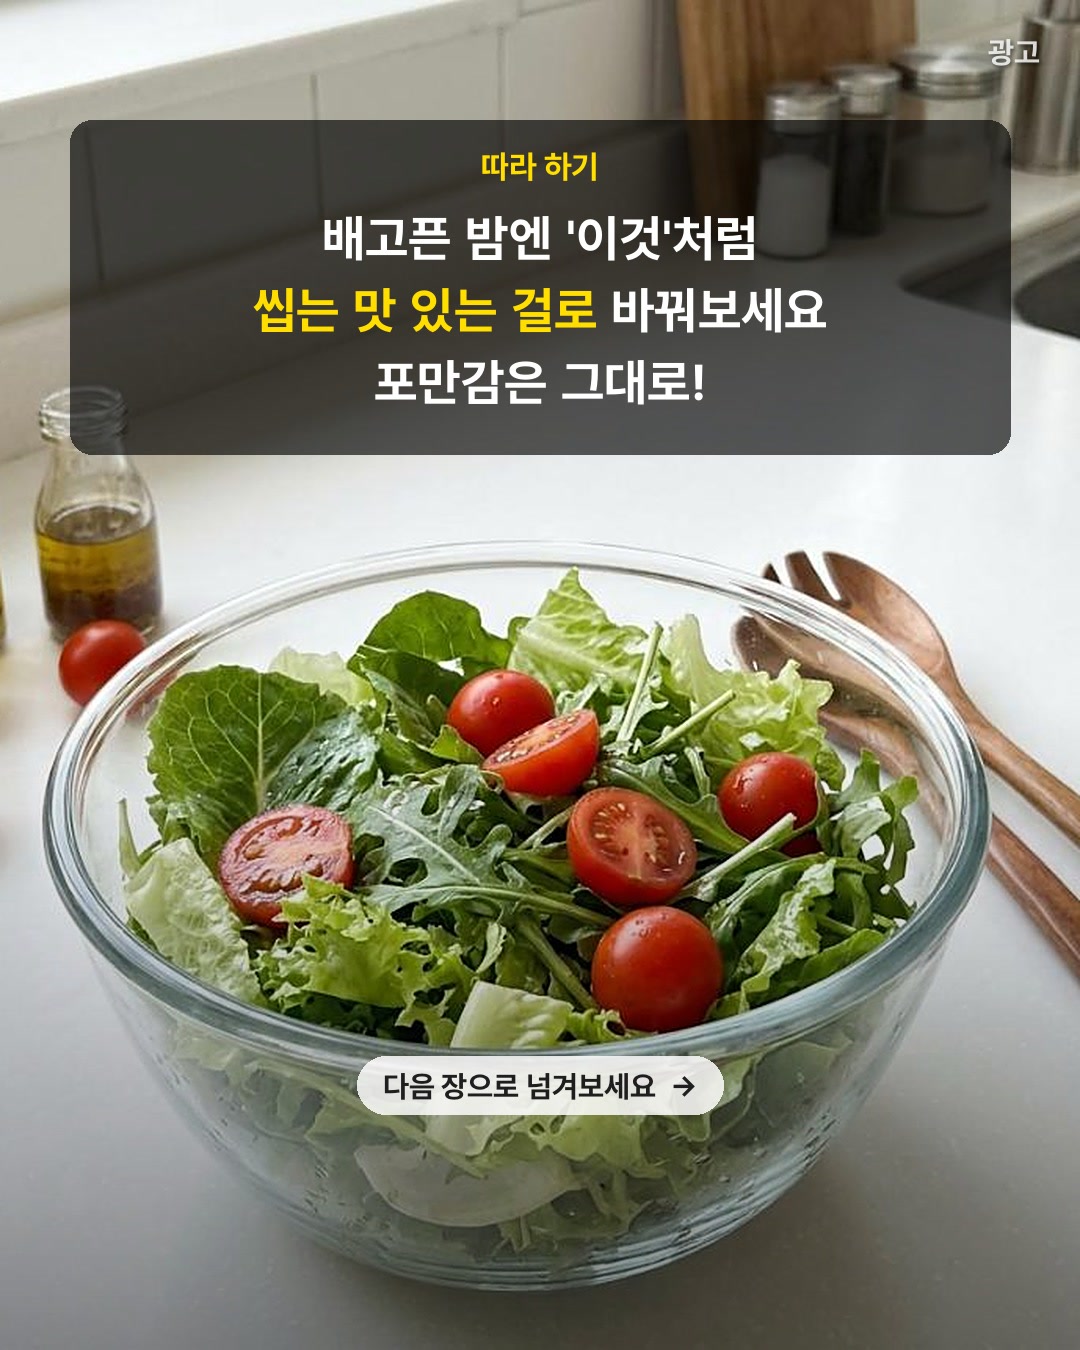 광고
따라 하기
배고픈 밤엔 '이것'처럼
씹는 맛 있는 걸로 바꿔보세요
포만감은 그대로!
다음 장으로 넘겨보세요 →